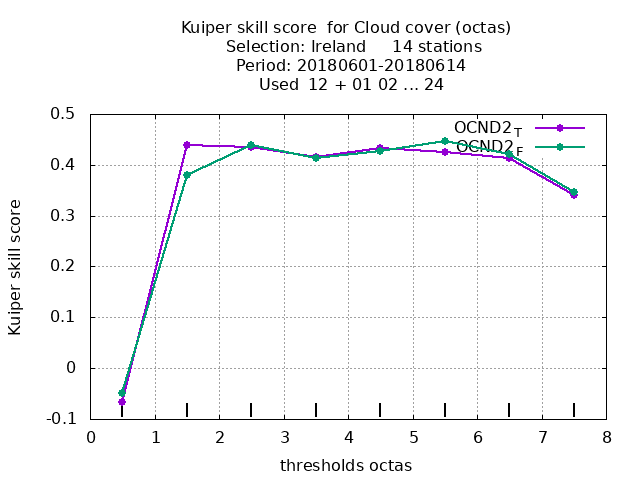 Kuiper skill score  for Cloud cover (octas)
Selection: Ireland     14 stations
Period: 20180601-20180614
Used  12 + 01 02 ... 24
OCND2T
OCND2F
Kuiper skill score
0.5
0.4
0.3
0.2
0.1
0
-0.1
0 1 2 3 4 5 6 7 8
thresholds octas